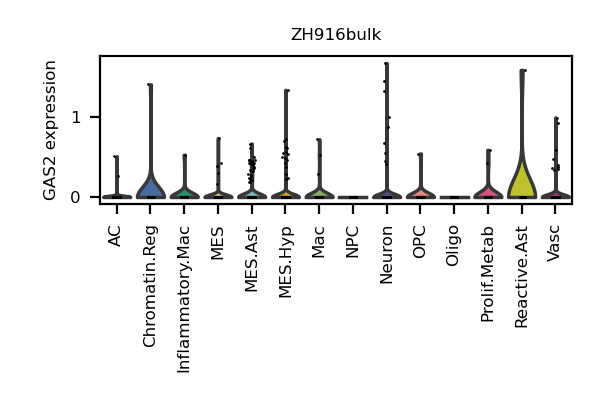 ZH916bulk
GAS2 expression
1
0
AC
Chromatin.Reg
Inflammatory.Mac
MES
MES.Ast
MES.Hyp
Mac
NPC
Neuron
OPC
Oligo
Prolif.Metab
Reactive.Ast
Vasc